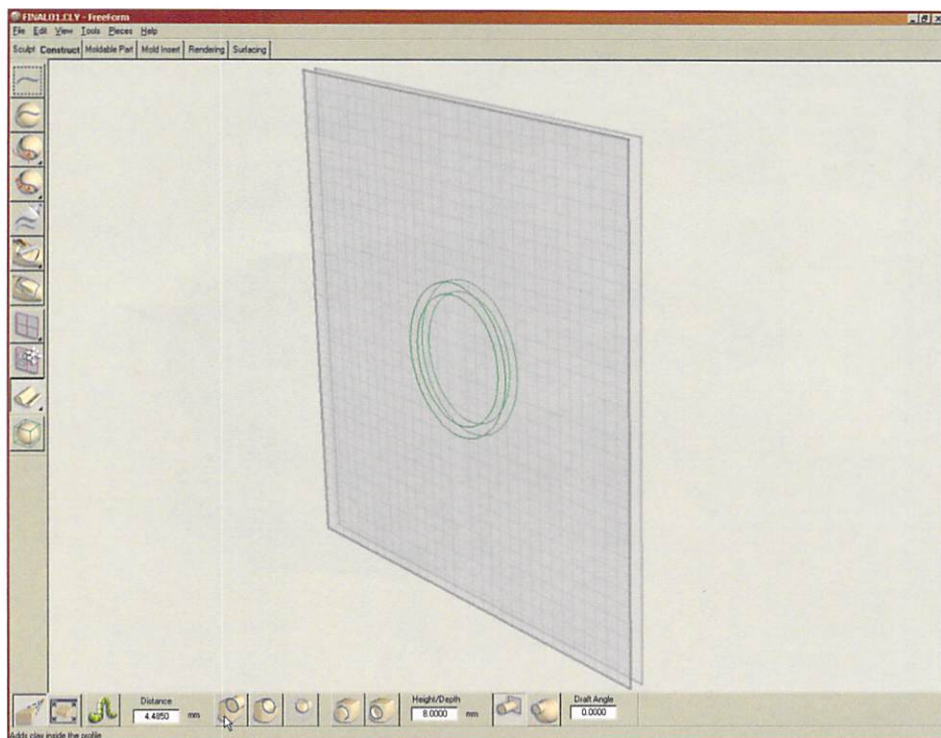 FINAL01.CLY - FreeForm
File Edit View Tools Pieces Help
Sculpt Construct Moldable Part Mold Insert Rendering Surfacing
Distance
4.4850 mm
Height/Depth
8.0000 mm
Draft Angle
0.0000
Adds clay inside the profile